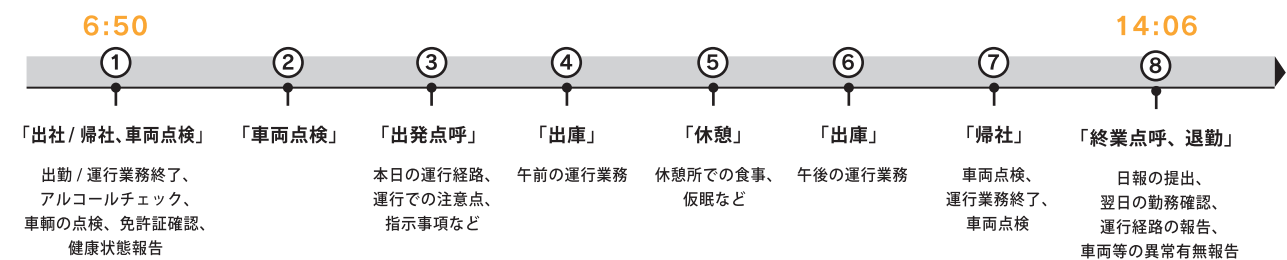 6:50
14:06
1
2
3
4
5
6
7
8
「出社/帰社、車両点検」
「車両点検」
「出発点呼」
「出庫」
「休憩」
「出庫」
「帰社」
「終業点呼、退勤」
出勤/運行業務終了、
アルコールチェック、
車輌の点検、免許証確認、
健康状態報告
本日の運行経路、
運行での注意点、
指示事項など
午前の運行業務
休憩所での食事、
仮眠など
午後の運行業務
車両点検、
運行業務終了、
車両点検
日報の提出、
翌日の勤務確認、
運行経路の報告、
車両等の異常有無報告